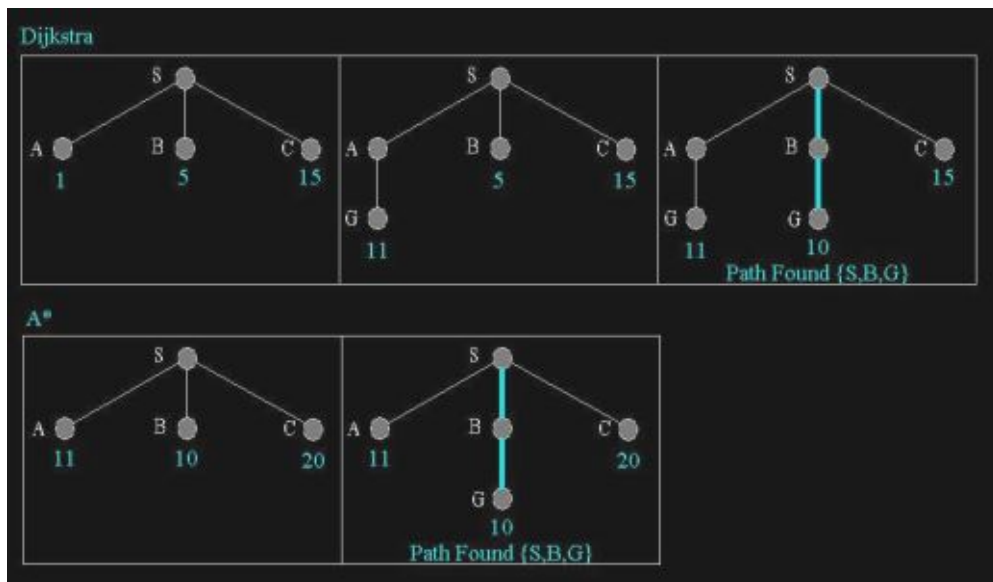 Dijkstra
S S S
A B C A B C A B C
1 5 15 5 15 15
G G G
11 11 10
Path Found {S,B,G}
A*
S S
A B C A B C
11 10 20 11 20
G
10
Path Found {S,B,G}